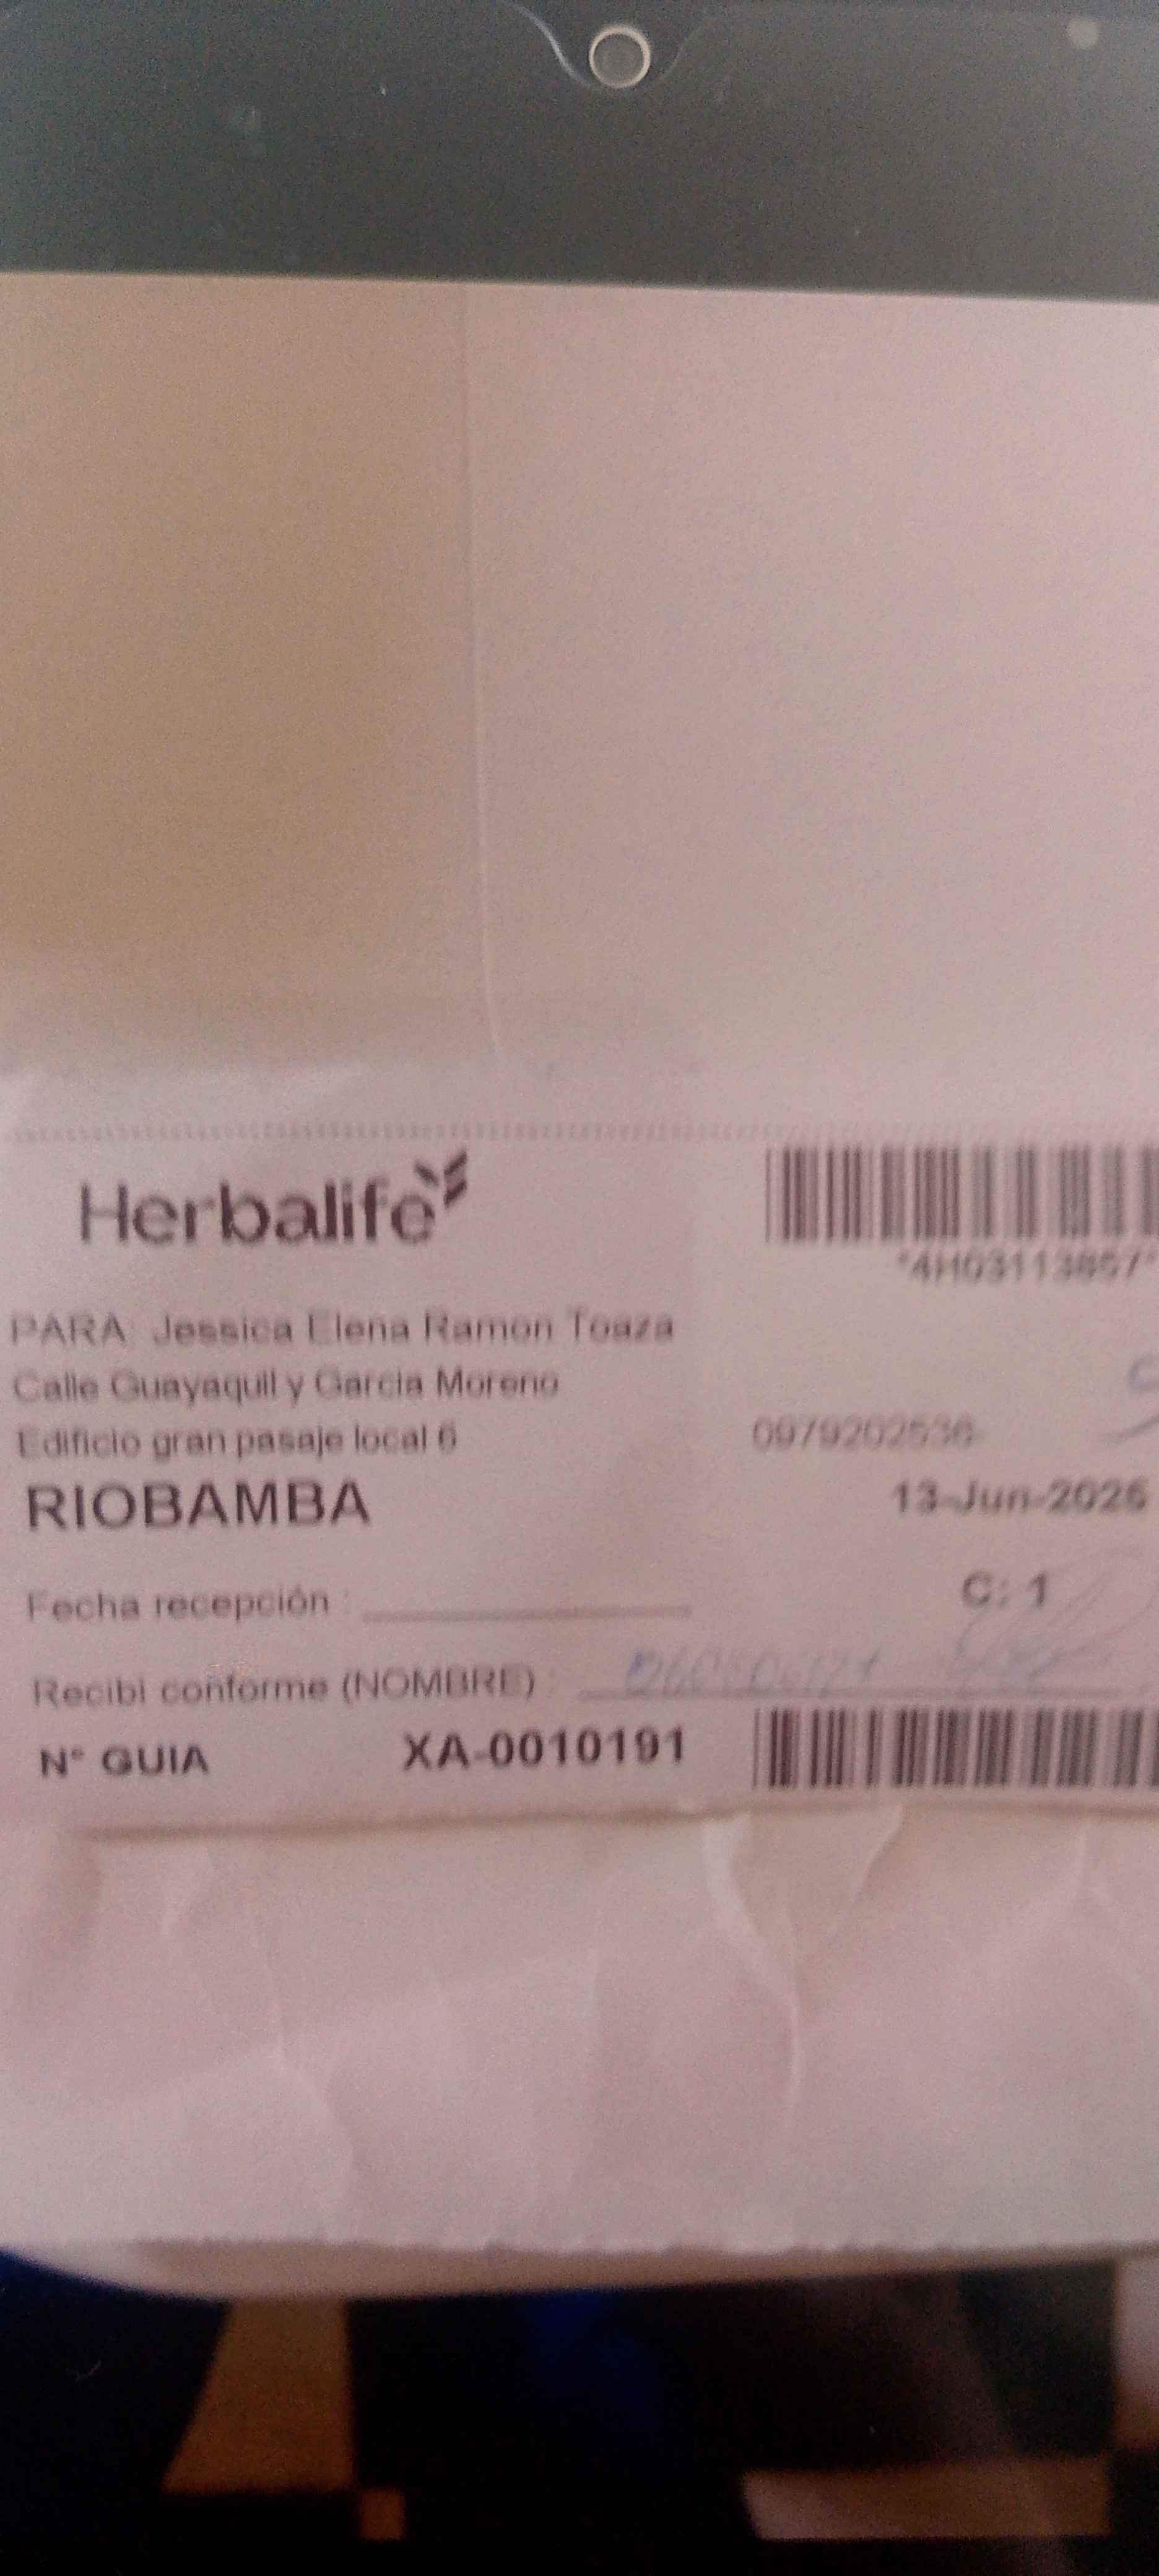 Herbalife
*4H03113857*
PARA: Jessica Elena Ramon Toaza
Calle Guayaquil y Garcia Moreno
Edificio gran pasaje local 6
0979202536-
RIOBAMBA
13-Jun-2025
Fecha recepción :
C: 1
Recibi conforme (NOMBRE) :
N° GUIA XA-0010191